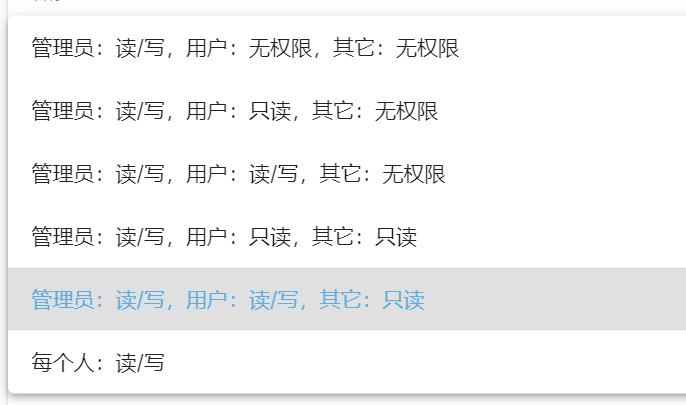 管理员：读/写，用户：无权限，其它：无权限
管理员：读/写，用户：只读，其它：无权限
管理员：读/写，用户：读/写，其它：无权限
管理员：读/写，用户：只读，其它：只读
管理员：读/写，用户：读/写，其它：只读
每个人：读/写